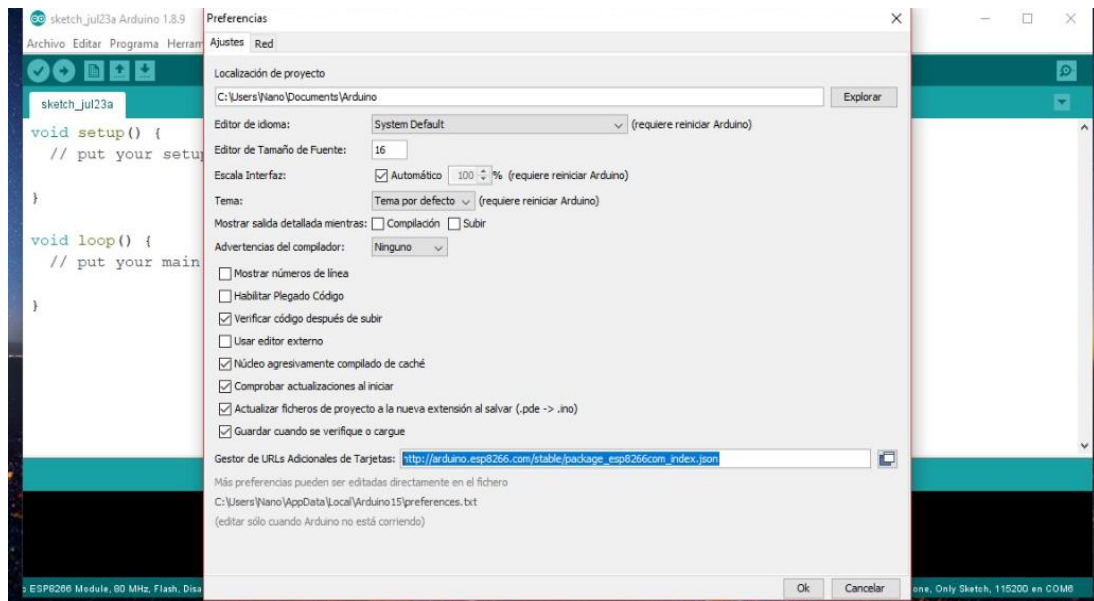 sketch_jul23a Arduino 1.8.9
Preferencias
Archivo Editar Programa Herram
Ajustes Red
Localización de proyecto
C:\Users\Nano\Documents\Arduino Explorar
sketch_jul23a
Editor de idioma: System Default (requiere reiniciar Arduino)
void setup() {
// put your setup
Editor de Tamaño de Fuente: 16
Escala Interfaz: Automático 100 % (requiere reiniciar Arduino)
}
Tema: Tema por defecto (requiere reiniciar Arduino)
Mostrar salida detallada mientras: Compilación Subir
void loop() {
Advertencias del compilador: Ninguno
// put your main
Mostrar números de línea
Habilitar Plegado Código
}
Verificar código después de subir
Usar editor externo
Núcleo agresivamente compilado de caché
Comprobar actualizaciones al iniciar
Actualizar ficheros de proyecto a la nueva extensión al salvar (.pde -> .ino)
Guardar cuando se verifique o cargue
Gestor de URLs Adicionales de Tarjetas: http://arduino.esp8266.com/stable/package_esp8266com_index.json
Más preferencias pueden ser editadas directamente en el fichero
C:\Users\Nano\AppData\Local\Arduino15\preferences.txt
(editar sólo cuando Arduino no está corriendo)
Ok Cancelar
ESP8266 Module, 80 MHz, Flash, Disa
one, Only Sketch, 115200 en COM6